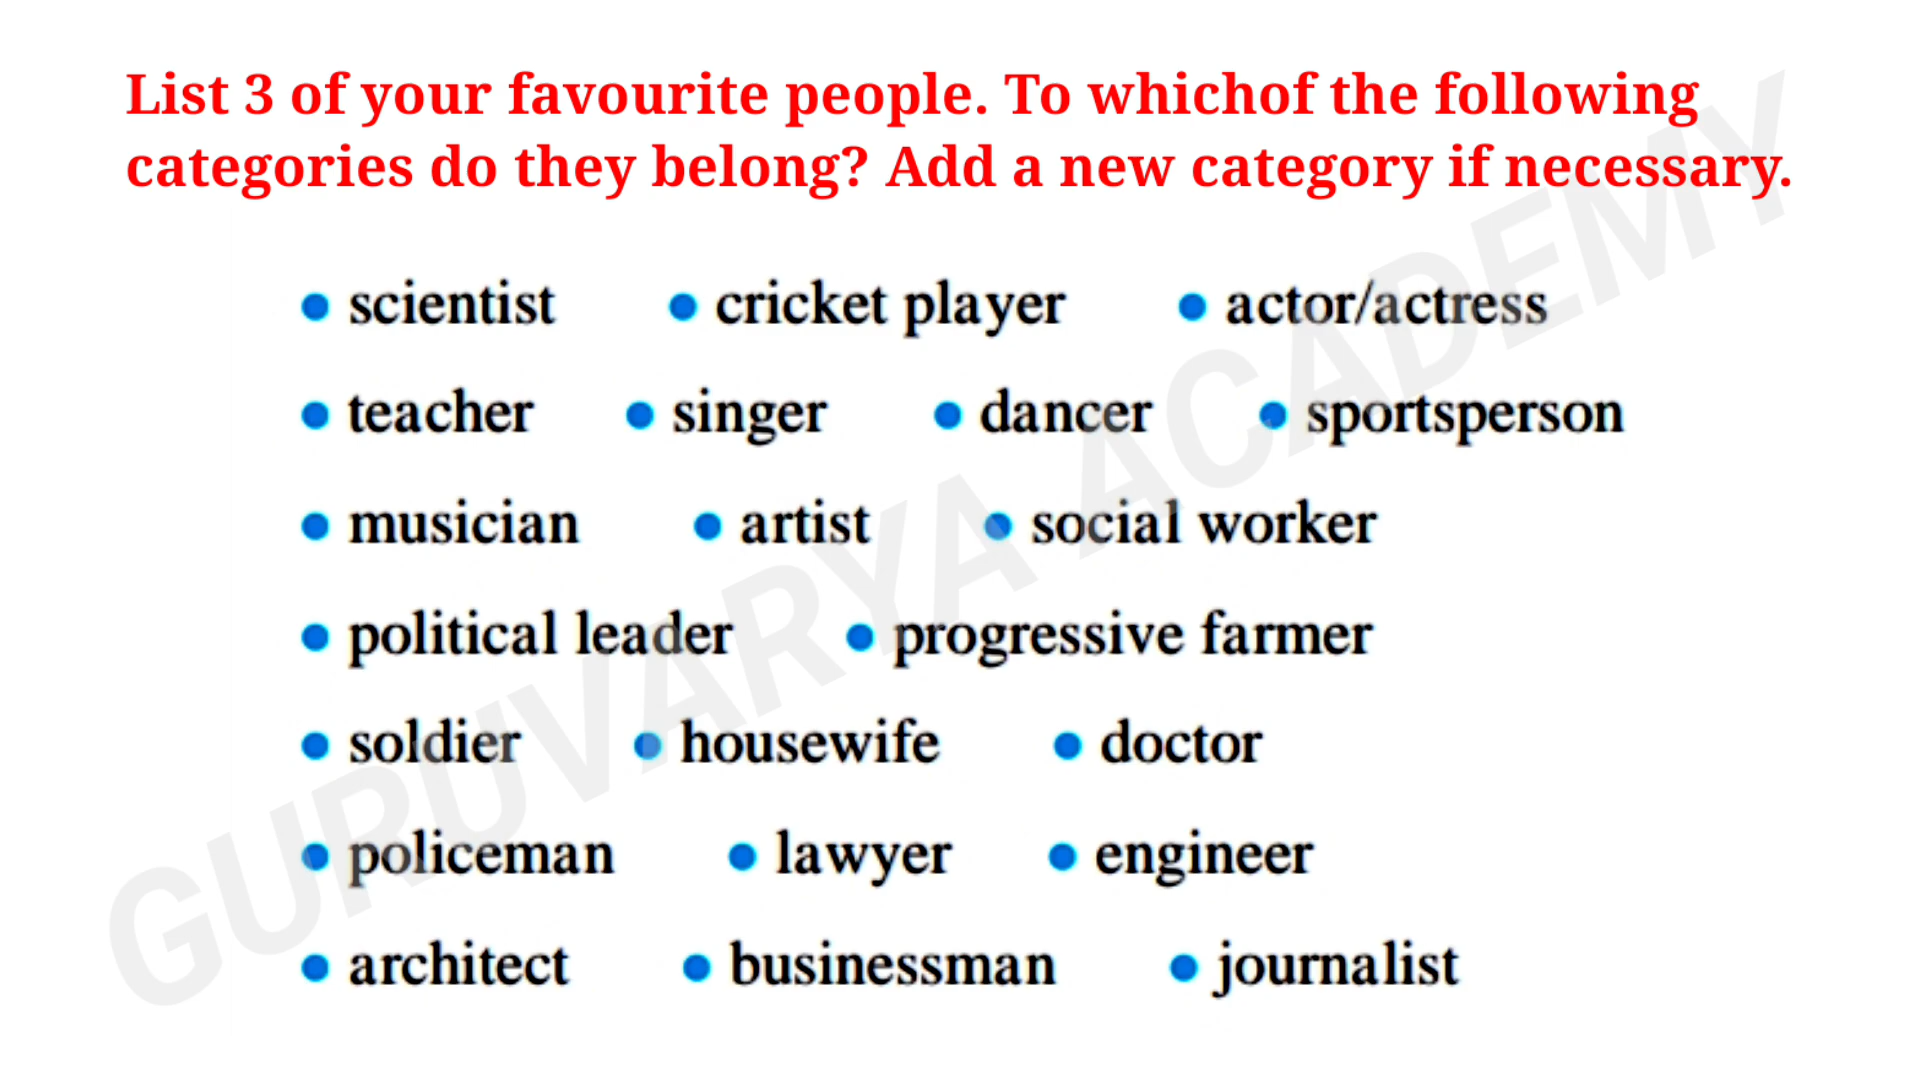 List 3 of your favourite people. To whichof the following
categories do they belong? Add a new category if necessary.
• scientist • cricket player • actor/actress
• teacher • singer • dancer • sportsperson
• musician • artist • social worker
• political leader • progressive farmer
• soldier • housewife • doctor
• policeman • lawyer • engineer
• architect • businessman • journalist
GURUVARYA ACADEMY